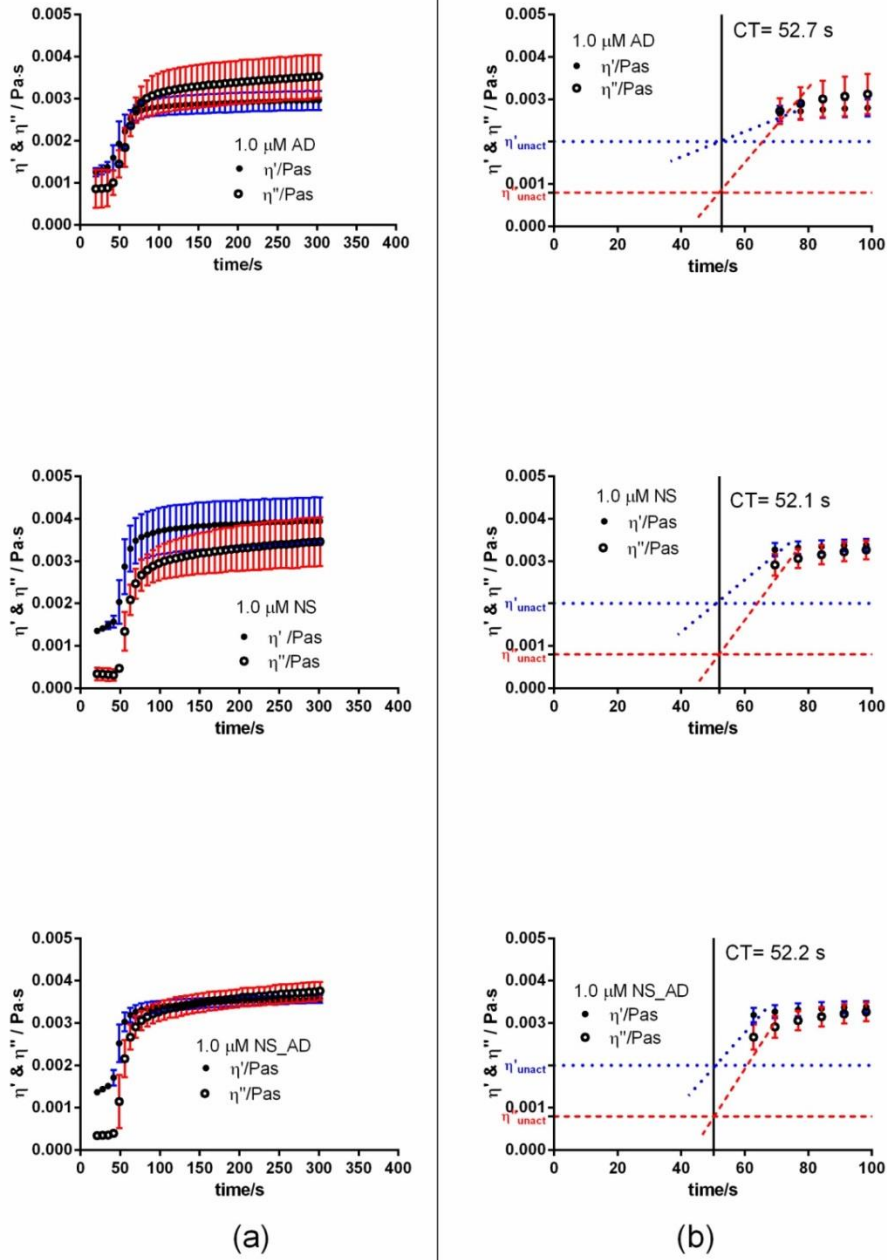 0.005
0.004
0.003
0.002
0.001
0.000
η' & η" / Pa·s
1.0 μM AD
η'/Pas
η"/Pas
0 50 100 150 200 250 300 350 400
time/s
CT= 52.7 s
0.005
0.004
0.003
0.001
0.000
η' & η" / Pa·s
1.0 μM AD
η'/Pas
η"/Pas
η'unact
η"unact
0 20 40 60 80 100
time/s
0.005
0.004
0.003
0.002
0.001
0.000
η' & η" / Pa·s
1.0 μM NS
η' /Pas
η"/Pas
0 50 100 150 200 250 300 350 400
time/s
CT= 52.1 s
0.005
0.004
0.003
0.001
0.000
η' & η" / Pa·s
1.0 μM NS
η'/Pas
η"/Pas
η'unact
η"unact
0 20 40 60 80 100
time/s
0.005
0.004
0.003
0.002
0.001
0.000
η' & η" / Pa·s
1.0 μM NS_AD
η'/Pas
η"/Pas
0 50 100 150 200 250 300 350 400
time/s
CT= 52.2 s
0.005
0.004
0.003
0.001
0.000
η' & η" / Pa·s
1.0 μM NS_AD
η'/Pas
η"/Pas
η'unact
η"unact
0 20 40 60 80 100
time/s
(a)
(b)